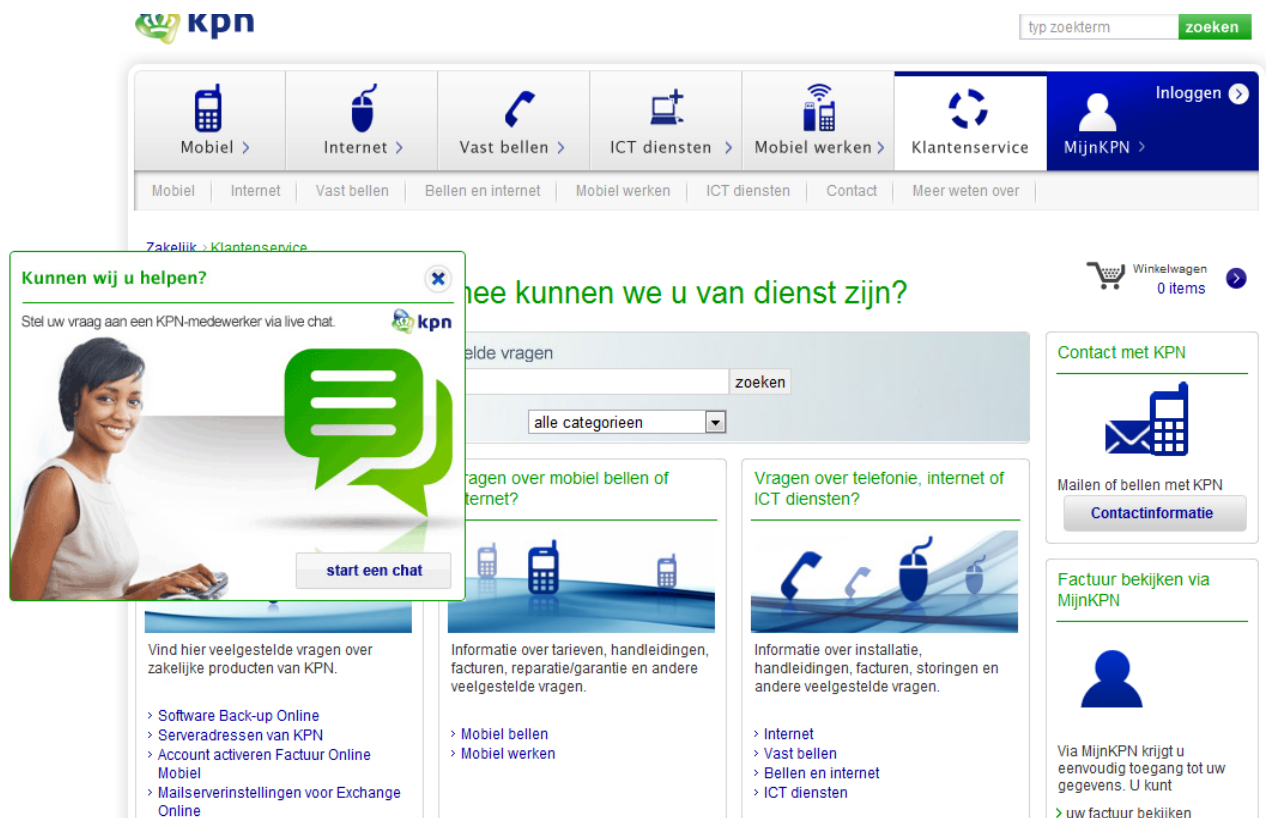 kpn
typ zoekterm
zoeken
Inloggen
Mobiel >
Internet >
Vast bellen >
ICT diensten >
Mobiel werken >
Klantenservice
MijnKPN >
Mobiel
Internet
Vast bellen
Bellen en internet
Mobiel werken
ICT diensten
Contact
Meer weten over
Zakelijk > Klantenservice
Kunnen wij u helpen?
Stel uw vraag aan een KPN-medewerker via live chat.
kpn
start een chat
kunnen we u van dienst zijn?
Winkelwagen
0 items
vragen
zoeken
alle categorieen
over mobiel bellen of
Vragen over telefonie, internet of
ICT diensten?
Contact met KPN
Mailen of bellen met KPN
Contactinformatie
Factuur bekijken via
MijnKPN
Vind hier veelgestelde vragen over
zakelijke producten van KPN.
> Software Back-up Online
> Serveradressen van KPN
> Account activeren Factuur Online
Mobiel
> Mailserverinstellingen voor Exchange
Online
Informatie over tarieven, handleidingen,
facturen, reparatie/garantie en andere
veelgestelde vragen.
> Mobiel bellen
> Mobiel werken
Informatie over installatie,
handleidingen, facturen, storingen en
andere veelgestelde vragen.
> Internet
> Vast bellen
> Bellen en internet
> ICT diensten
Via MijnKPN krijgt u
eenvoudig toegang tot uw
gegevens. U kunt
> uw factuur bekijken